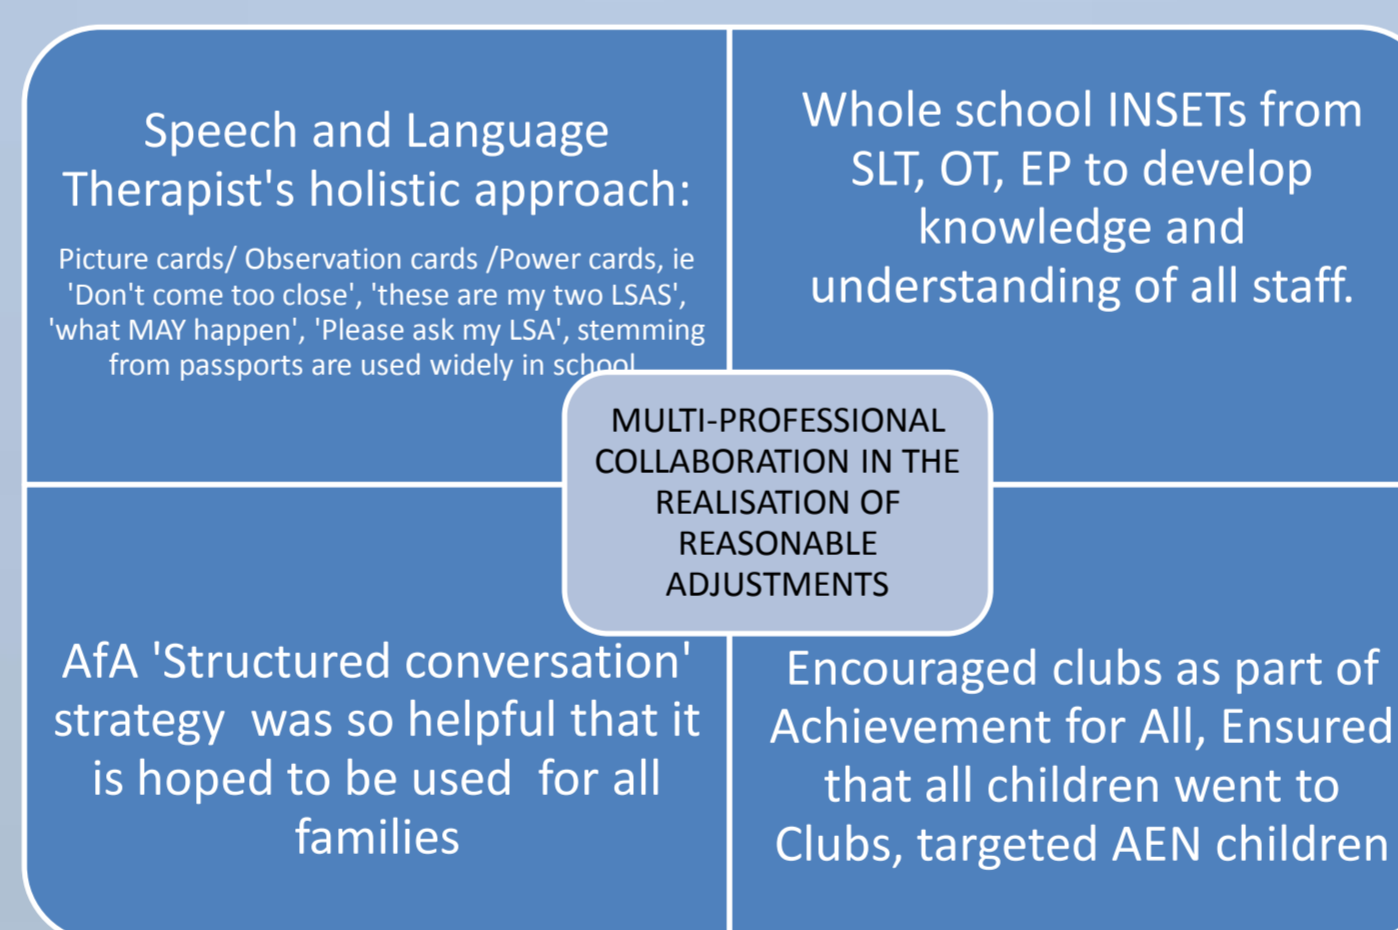 Speech and Language
Therapist's holistic approach:
Picture cards/ Observation cards /Power cards, ie
'Don't come too close', 'these are my two LSAS',
'what MAY happen', 'Please ask my LSA', stemming
from passports are used widely in school
Whole school INSETs from
SLT, OT, EP to develop
knowledge and
understanding of all staff.
MULTI-PROFESSIONAL
COLLABORATION IN THE
REALISATION OF
REASONABLE
ADJUSTMENTS
AfA 'Structured conversation'
strategy was so helpful that it
is hoped to be used for all
families
Encouraged clubs as part of
Achievement for All, Ensured
that all children went to
Clubs, targeted AEN children